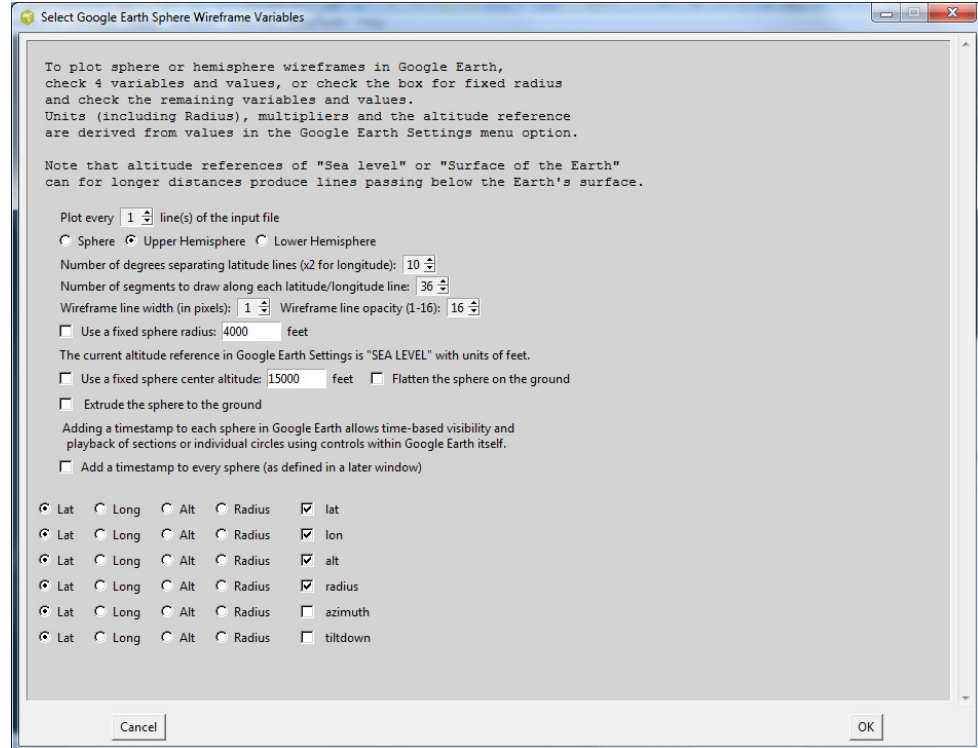 Select Google Earth Sphere Wireframe Variables
To plot sphere or hemisphere wireframes in Google Earth,
check 4 variables and values, or check the box for fixed radius
and check the remaining variables and values.
Units (including Radius), multipliers and the altitude reference
are derived from values in the Google Earth Settings menu option.
Note that altitude references of "Sea level" or "Surface of the Earth"
can for longer distances produce lines passing below the Earth's surface.
Plot every 1 line(s) of the input file
Sphere Upper Hemisphere Lower Hemisphere
Number of degrees separating latitude lines (x2 for longitude): 10
Number of segments to draw along each latitude/longitude line: 36
Wireframe line width (in pixels): 1 Wireframe line opacity (1-16): 16
Use a fixed sphere radius: 4000 feet
The current altitude reference in Google Earth Settings is "SEA LEVEL" with units of feet.
Use a fixed sphere center altitude: 15000 feet Flatten the sphere on the ground
Extrude the sphere to the ground
Adding a timestamp to each sphere in Google Earth allows time-based visibility and
playback of sections or individual circles using controls within Google Earth itself.
Add a timestamp to every sphere (as defined in a later window)
Lat Long Alt Radius lat
Lat Long Alt Radius lon
Lat Long Alt Radius alt
Lat Long Alt Radius radius
Lat Long Alt Radius azimuth
Lat Long Alt Radius tiltdown
Cancel OK